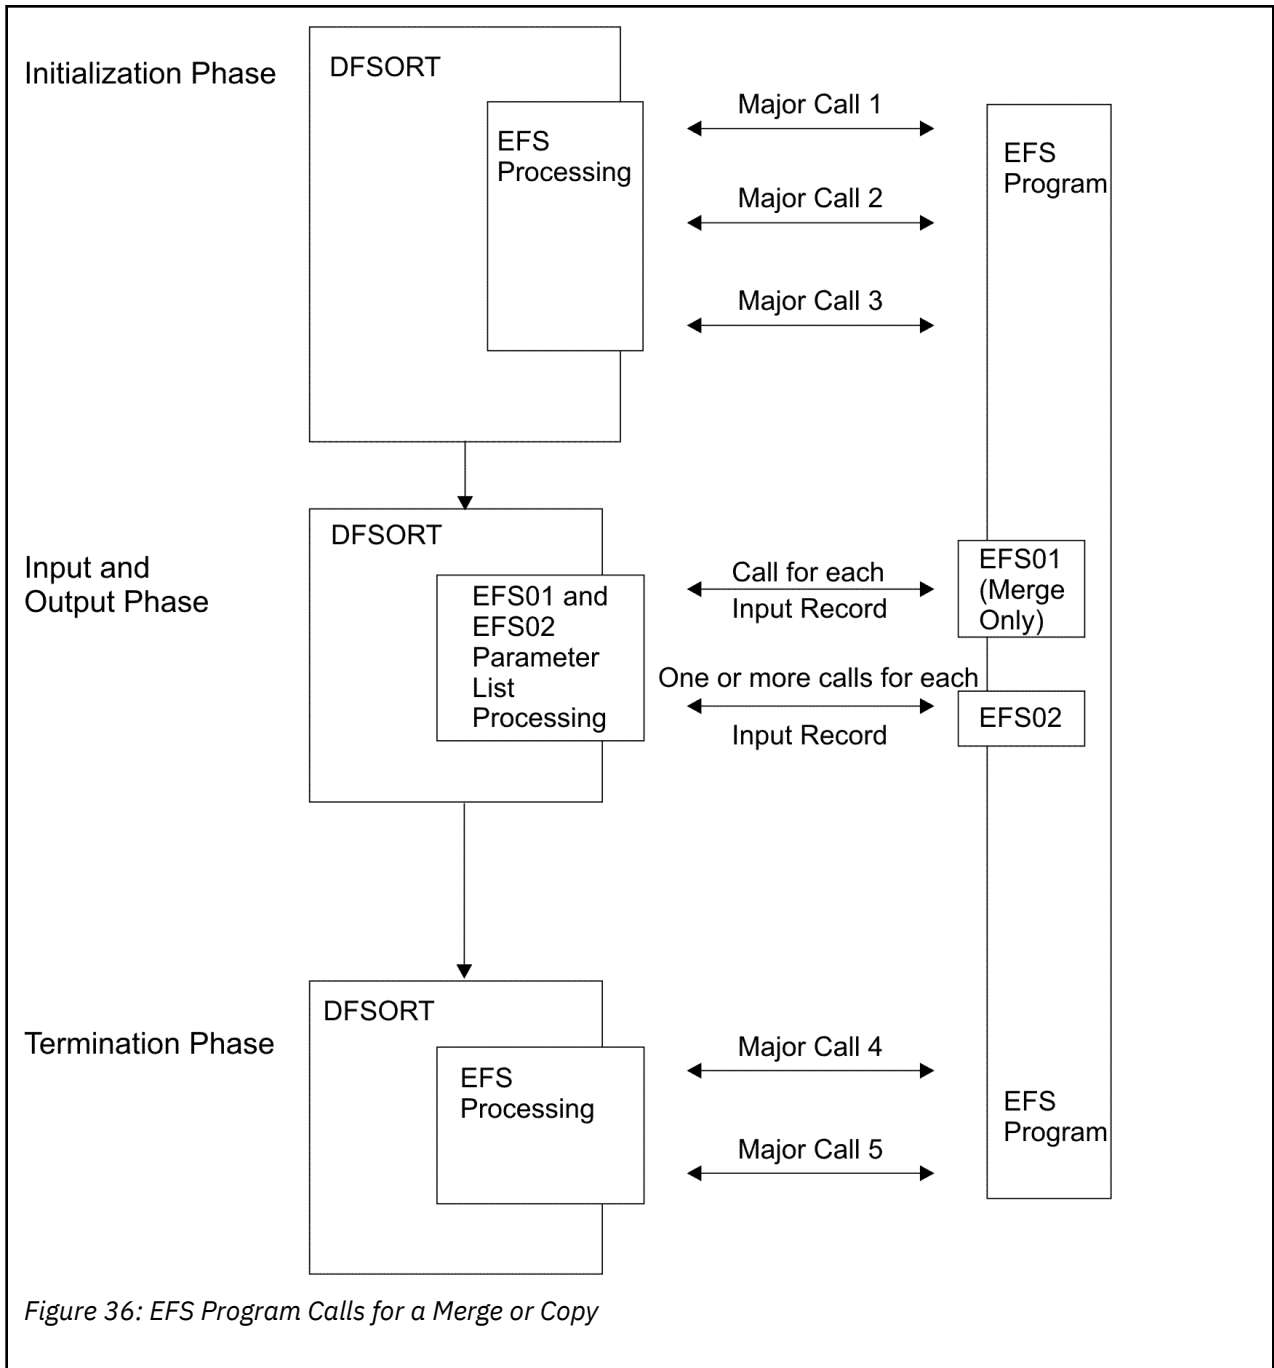 Initialization Phase
DFSORT
EFS
Processing
Major Call 1
Major Call 2
Major Call 3
EFS
Program
Input and
Output Phase
DFSORT
EFS01 and
EFS02
Parameter
List
Processing
Call for each
Input Record
EFS01
(Merge
Only)
One or more calls for each
Input Record
EFS02
Termination Phase
DFSORT
EFS
Processing
Major Call 4
Major Call 5
EFS
Program
Figure 36: EFS Program Calls for a Merge or Copy